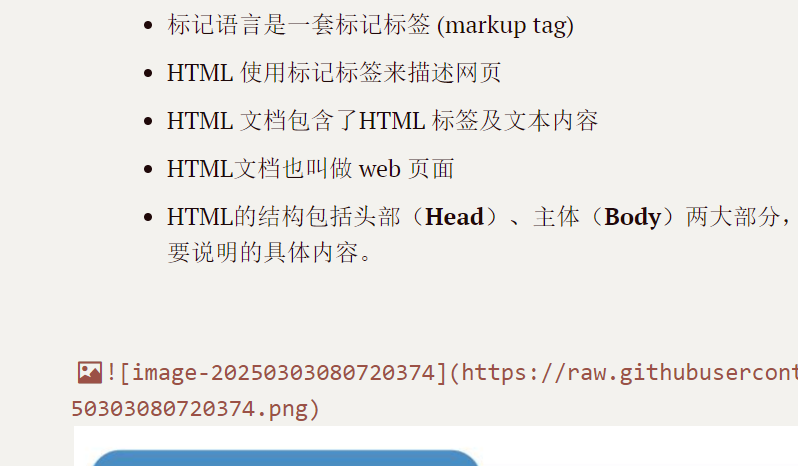 标记语言是一套标记标签 (markup tag)
HTML 使用标记标签来描述网页
HTML 文档包含了HTML 标签及文本内容
HTML文档也叫做 web 页面
HTML的结构包括头部（Head）、主体（Body）两大部分，
要说明的具体内容。
![image-20250303080720374](https://raw.githubusercont
50303080720374.png)